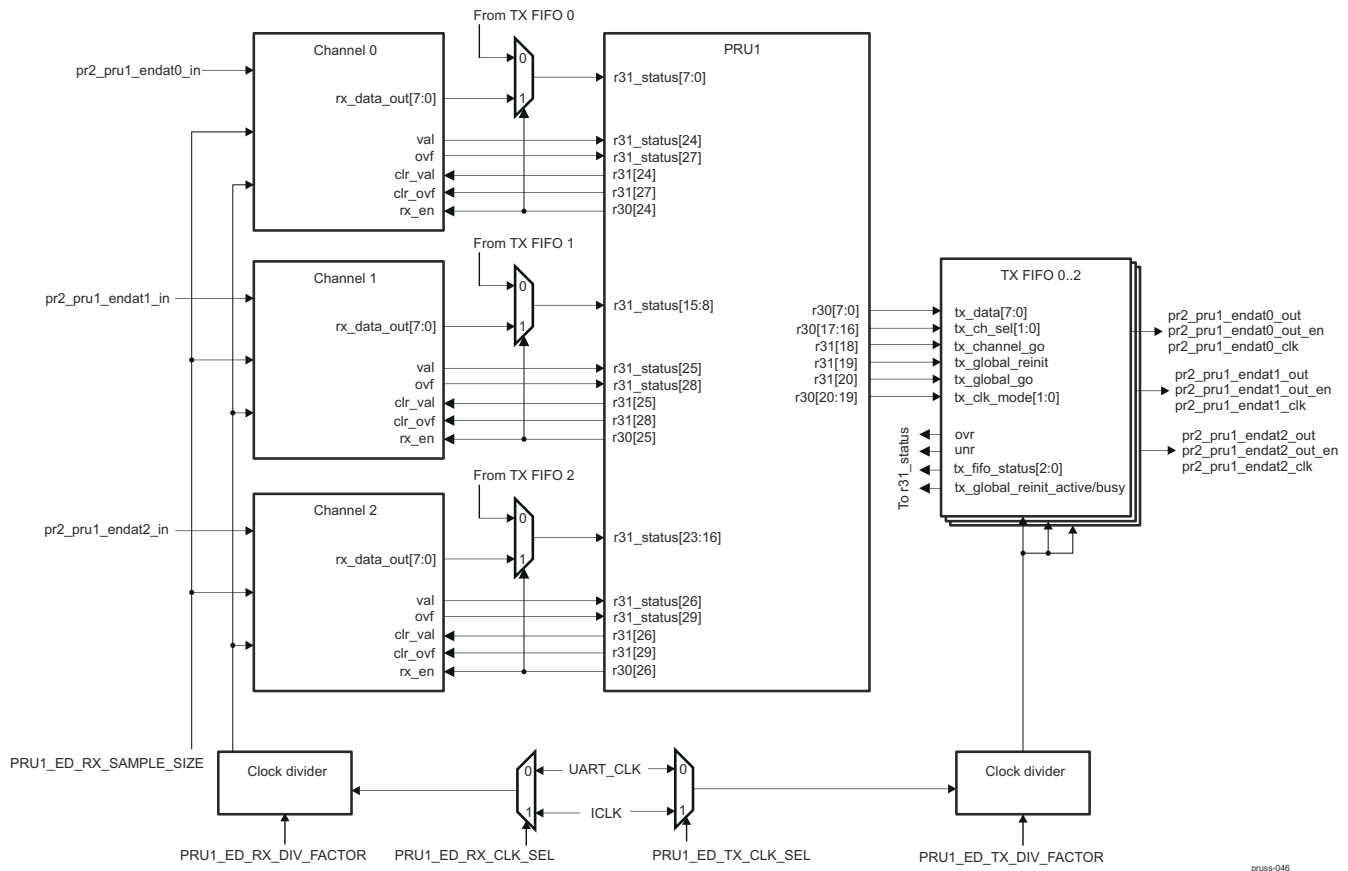 From TX FIFO 0
Channel 0
PRU1
0
pr2_pru1_endat0_in
r31_status[7:0]
rx_data_out[7:0]
1
val
r31_status[24]
ovf
r31_status[27]
clr_val
r31[24]
clr_ovf
r31[27]
rx_en
r30[24]
From TX FIFO 1
Channel 1
0
pr2_pru1_endat1_in
r31_status[15:8]
rx_data_out[7:0]
1
val
r31_status[25]
ovf
r31_status[28]
clr_val
r31[25]
clr_ovf
r31[28]
rx_en
r30[25]
From TX FIFO 2
Channel 2
0
pr2_pru1_endat2_in
r31_status[23:16]
rx_data_out[7:0]
1
val
r31_status[26]
ovf
r31_status[29]
clr_val
r31[26]
clr_ovf
r31[29]
rx_en
r30[26]
TX FIFO 0..2
r30[7:0]
tx_data[7:0]
r30[17:16]
tx_ch_sel[1:0]
r31[18]
tx_channel_go
r31[19]
tx_global_reinit
r31[20]
tx_global_go
r30[20:19]
tx_clk_mode[1:0]
To r31_status
ovr
unr
tx_fifo_status[2:0]
tx_global_reinit_active/busy
pr2_pru1_endat0_out
pr2_pru1_endat0_out_en
pr2_pru1_endat0_clk
pr2_pru1_endat1_out
pr2_pru1_endat1_out_en
pr2_pru1_endat1_clk
pr2_pru1_endat2_out
pr2_pru1_endat2_out_en
pr2_pru1_endat2_clk
PRU1_ED_RX_SAMPLE_SIZE
Clock divider
0
UART_CLK
0
Clock divider
1
ICLK
1
PRU1_ED_RX_DIV_FACTOR
PRU1_ED_RX_CLK_SEL
PRU1_ED_TX_CLK_SEL
PRU1_ED_TX_DIV_FACTOR
pruss-046